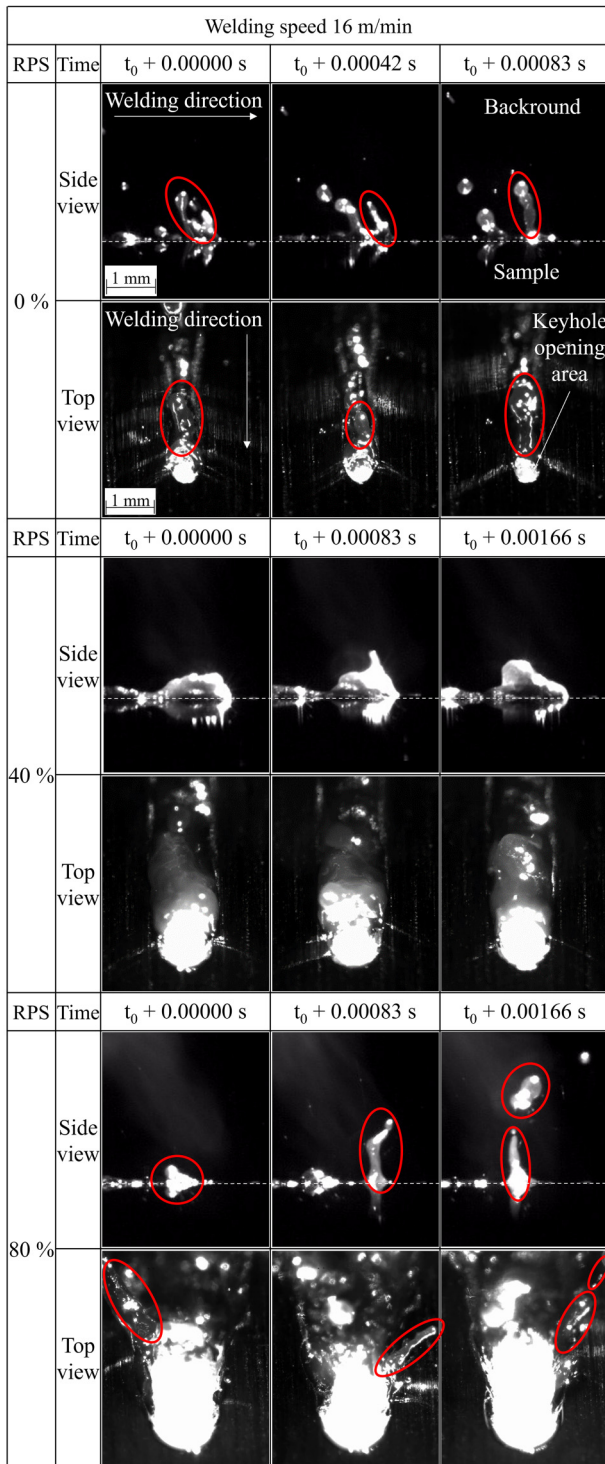 Welding speed 16 m/min
RPS Time t₀ + 0.00000 s t₀ + 0.00042 s t₀ + 0.00083 s
0 %
Side
view
Welding direction
1 mm
Backround
Sample
Top
view
Welding direction
1 mm
Keyhole
opening
area
RPS Time t₀ + 0.00000 s t₀ + 0.00083 s t₀ + 0.00166 s
40 %
Side
view
Top
view
RPS Time t₀ + 0.00000 s t₀ + 0.00083 s t₀ + 0.00166 s
80 %
Side
view
Top
view